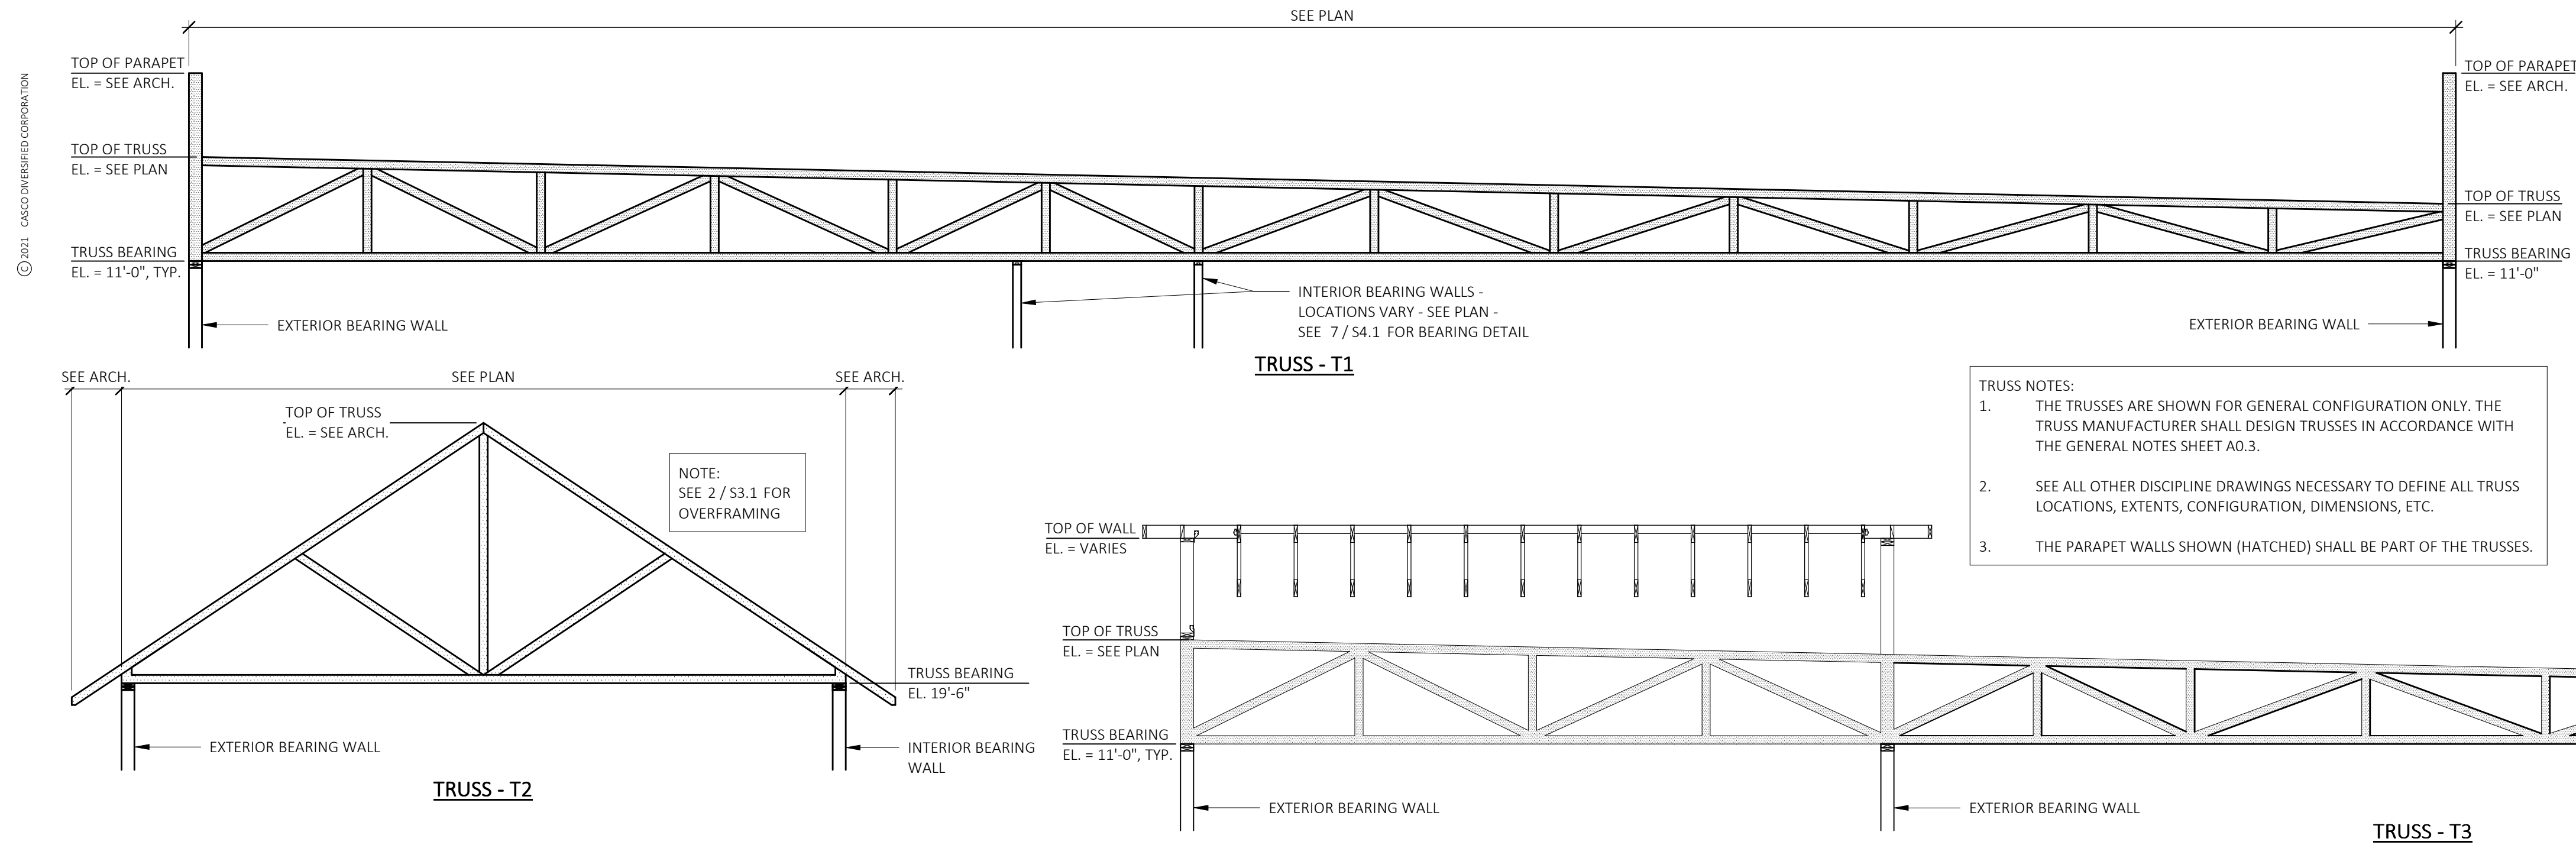 SEE PLAN
© 2021 CASCO DIVERSIFIED CORPORATION
TOP OF PARAPET
EL. = SEE ARCH.
TOP OF TRUSS
EL. = SEE PLAN
TRUSS BEARING
EL. = 11'-0", TYP.
EXTERIOR BEARING WALL
INTERIOR BEARING WALLS -
LOCATIONS VARY - SEE PLAN -
SEE 7 / S4.1 FOR BEARING DETAIL
TOP OF PARAPET
EL. = SEE ARCH.
TOP OF TRUSS
EL. = SEE PLAN
TRUSS BEARING
EL. = 11'-0"
EXTERIOR BEARING WALL
TRUSS - T1
SEE ARCH.
SEE PLAN
SEE ARCH.
TOP OF TRUSS
EL. = SEE ARCH.
NOTE:
SEE 2 / S3.1 FOR
OVERFRAMING
TRUSS BEARING
EL. 19'-6"
EXTERIOR BEARING WALL
INTERIOR BEARING
WALL
TRUSS - T2
TRUSS NOTES:
1. THE TRUSSES ARE SHOWN FOR GENERAL CONFIGURATION ONLY. THE
TRUSS MANUFACTURER SHALL DESIGN TRUSSES IN ACCORDANCE WITH
THE GENERAL NOTES SHEET A0.3.
2. SEE ALL OTHER DISCIPLINE DRAWINGS NECESSARY TO DEFINE ALL TRUSS
LOCATIONS, EXTENTS, CONFIGURATION, DIMENSIONS, ETC.
3. THE PARAPET WALLS SHOWN (HATCHED) SHALL BE PART OF THE TRUSSES.
TOP OF WALL
EL. = VARIES
TOP OF TRUSS
EL. = SEE PLAN
TRUSS BEARING
EL. = 11'-0", TYP.
EXTERIOR BEARING WALL
EXTERIOR BEARING WALL
TRUSS - T3